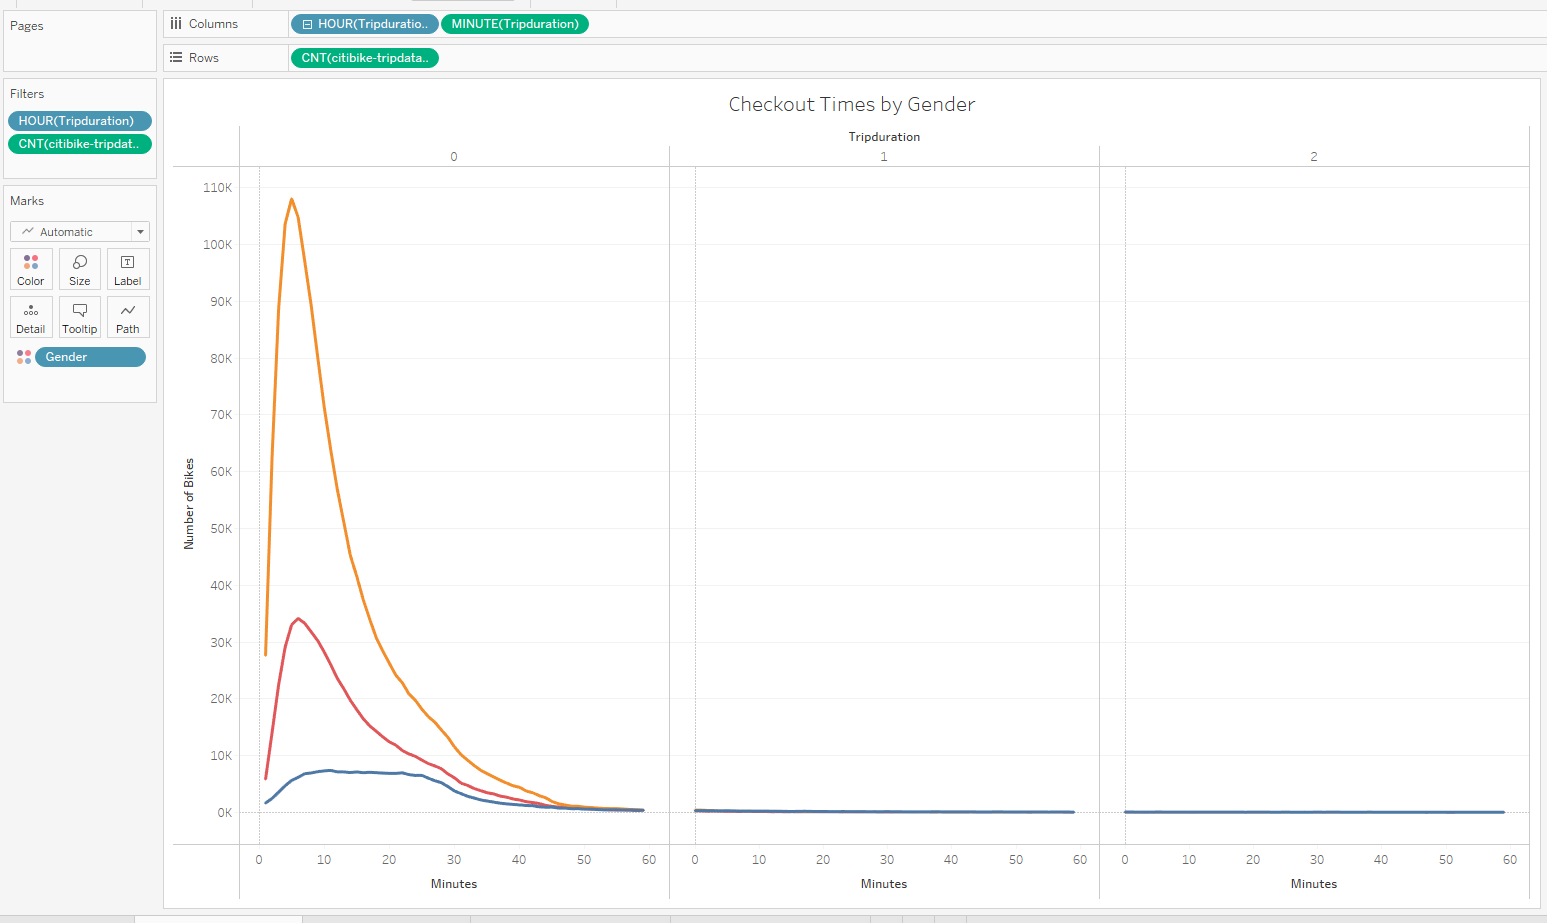 Pages
Columns
HOUR(Tripduratio..
MINUTE(Tripduration)
Rows
CNT(citibike-tripdata..
Filters
HOUR(Tripduration)
CNT(citibike-tripdat..
Marks
Automatic
Color
Size
Label
Detail
Tooltip
Path
Gender
Checkout Times by Gender
Tripduration
0
1
2
110K
100K
90K
80K
70K
60K
50K
40K
30K
20K
10K
0K
Number of Bikes
0 10 20 30 40 50 60
0 10 20 30 40 50 60
0 10 20 30 40 50 60
Minutes
Minutes
Minutes